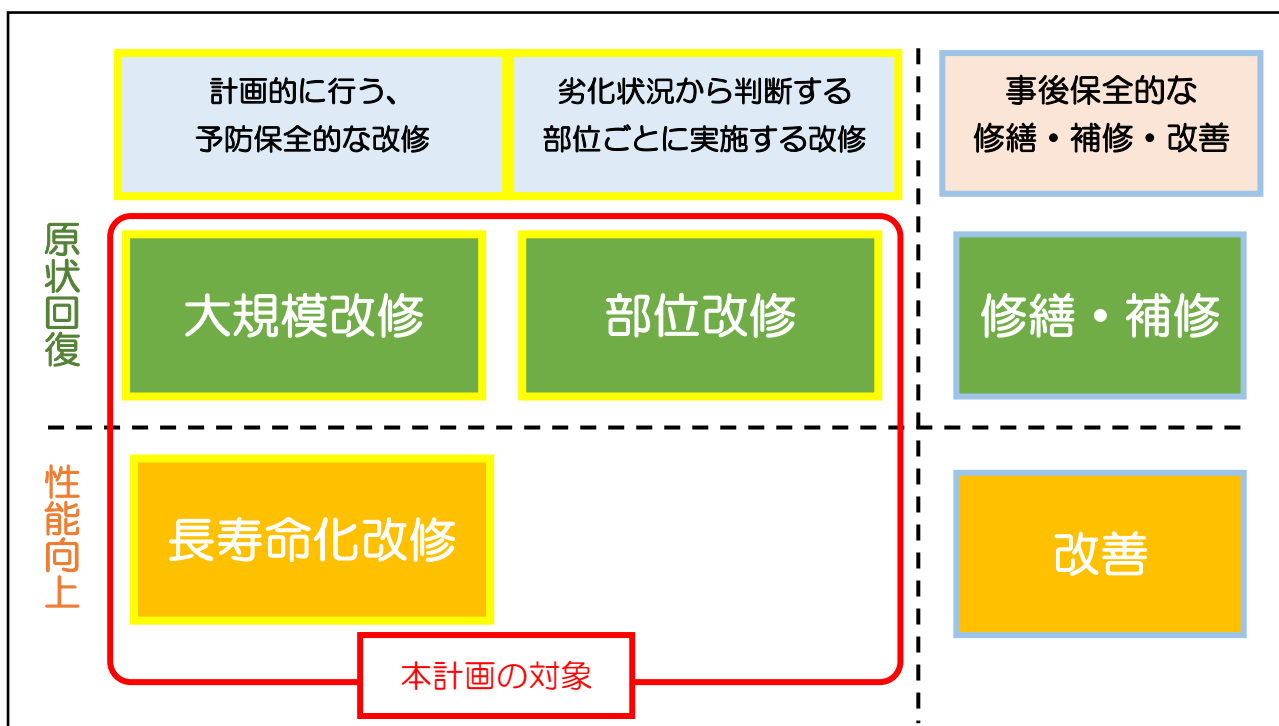 計画的に行う、
予防保全的な改修
劣化状況から判断する
部位ごとに実施する改修
事後保全的な
修繕・補修・改善
原状回復
大規模改修
部位改修
修繕・補修
性能向上
長寿命化改修
改善
本計画の対象